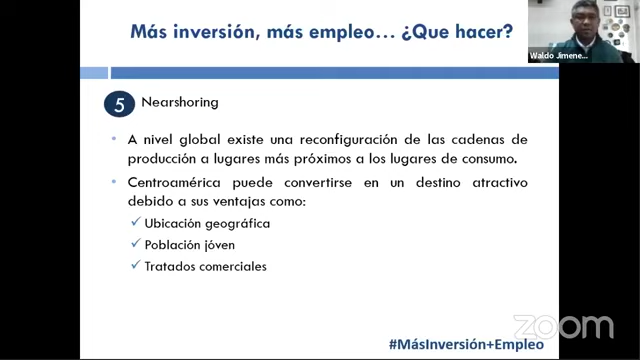 Más inversión, más empleo... ¿Que hacer?
Waldo Jimene...
5 Nearshoring
• A nivel global existe una reconfiguración de las cadenas de
producción a lugares más próximos a los lugares de consumo.
• Centroamérica puede convertirse en un destino atractivo
debido a sus ventajas como:
✓ Ubicación geográfica
✓ Población jóven
✓ Tratados comerciales
zoom
#MásInversión+Empleo